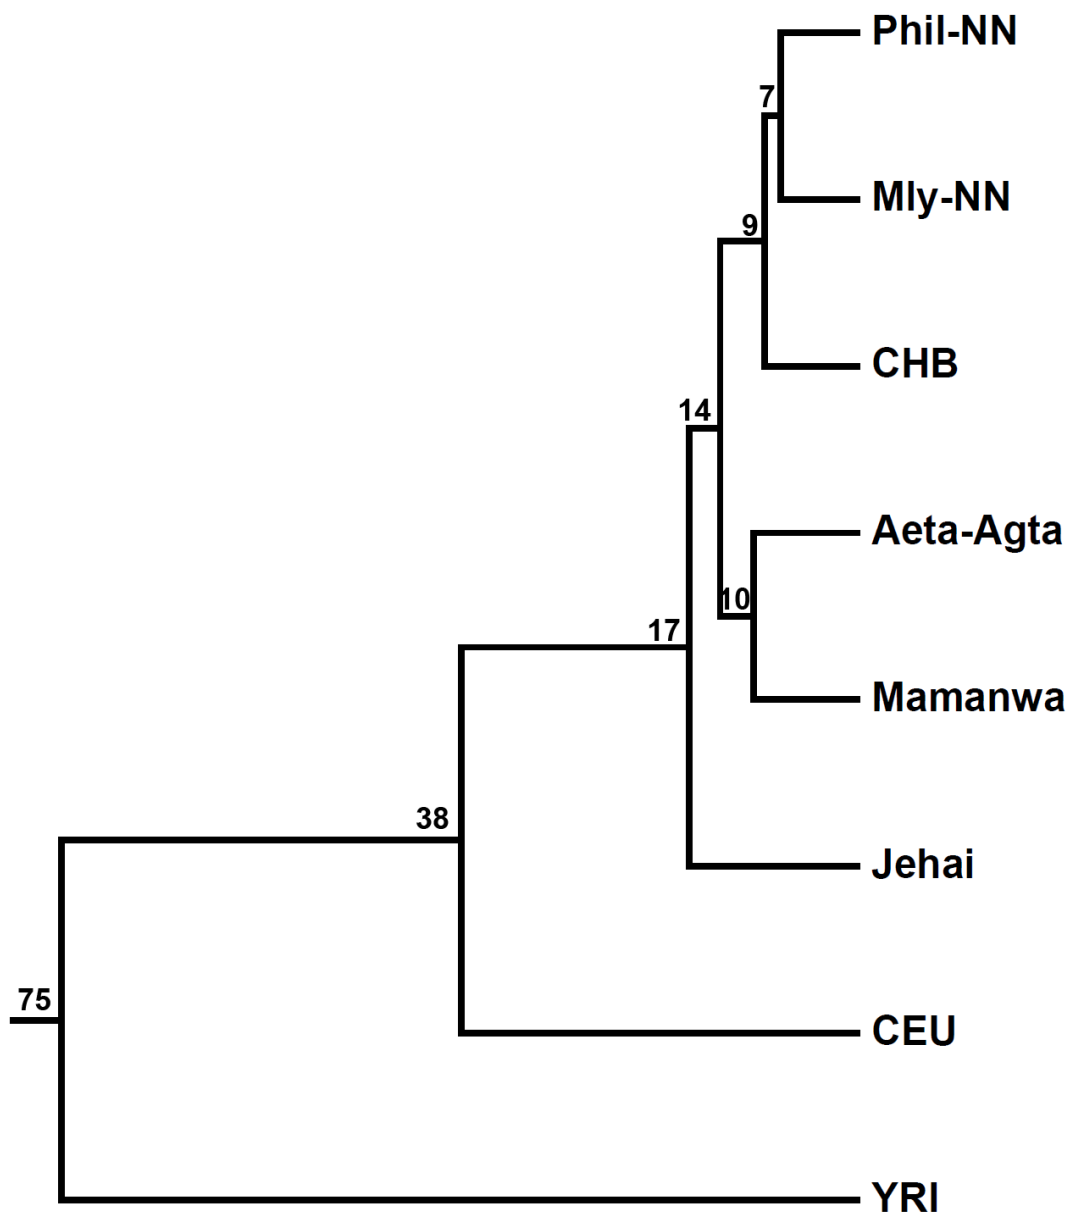 Phil-NN
7
Mly-NN
9
CHB
14
Aeta-Agta
10
17
Mamanwa
38
Jehai
75
CEU
YRI